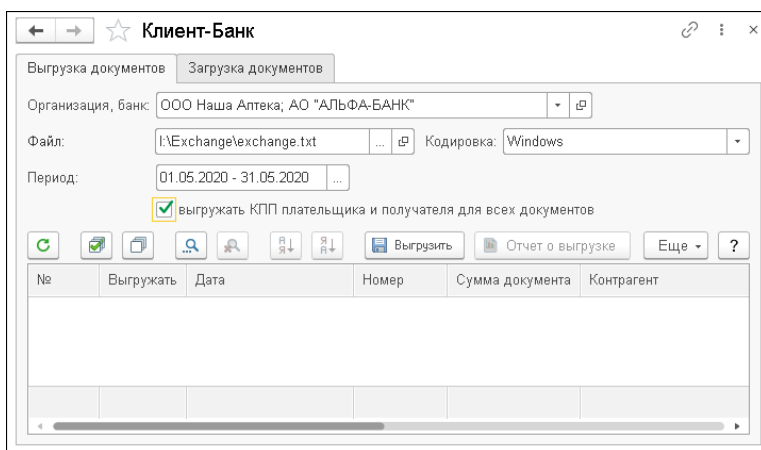 Клиент-Банк
Выгрузка документов Загрузка документов
Организация, банк: ООО Наша Аптека; АО "АЛЬФА-БАНК"
Файл: I:\Exchange\exchange.txt ... Кодировка: Windows
Период: 01.05.2020 - 31.05.2020 ...
выгружать КПП плательщика и получателя для всех документов
Выгрузить Отчет о выгрузке Еще ?
№ Выгружать Дата Номер Сумма документа Контрагент